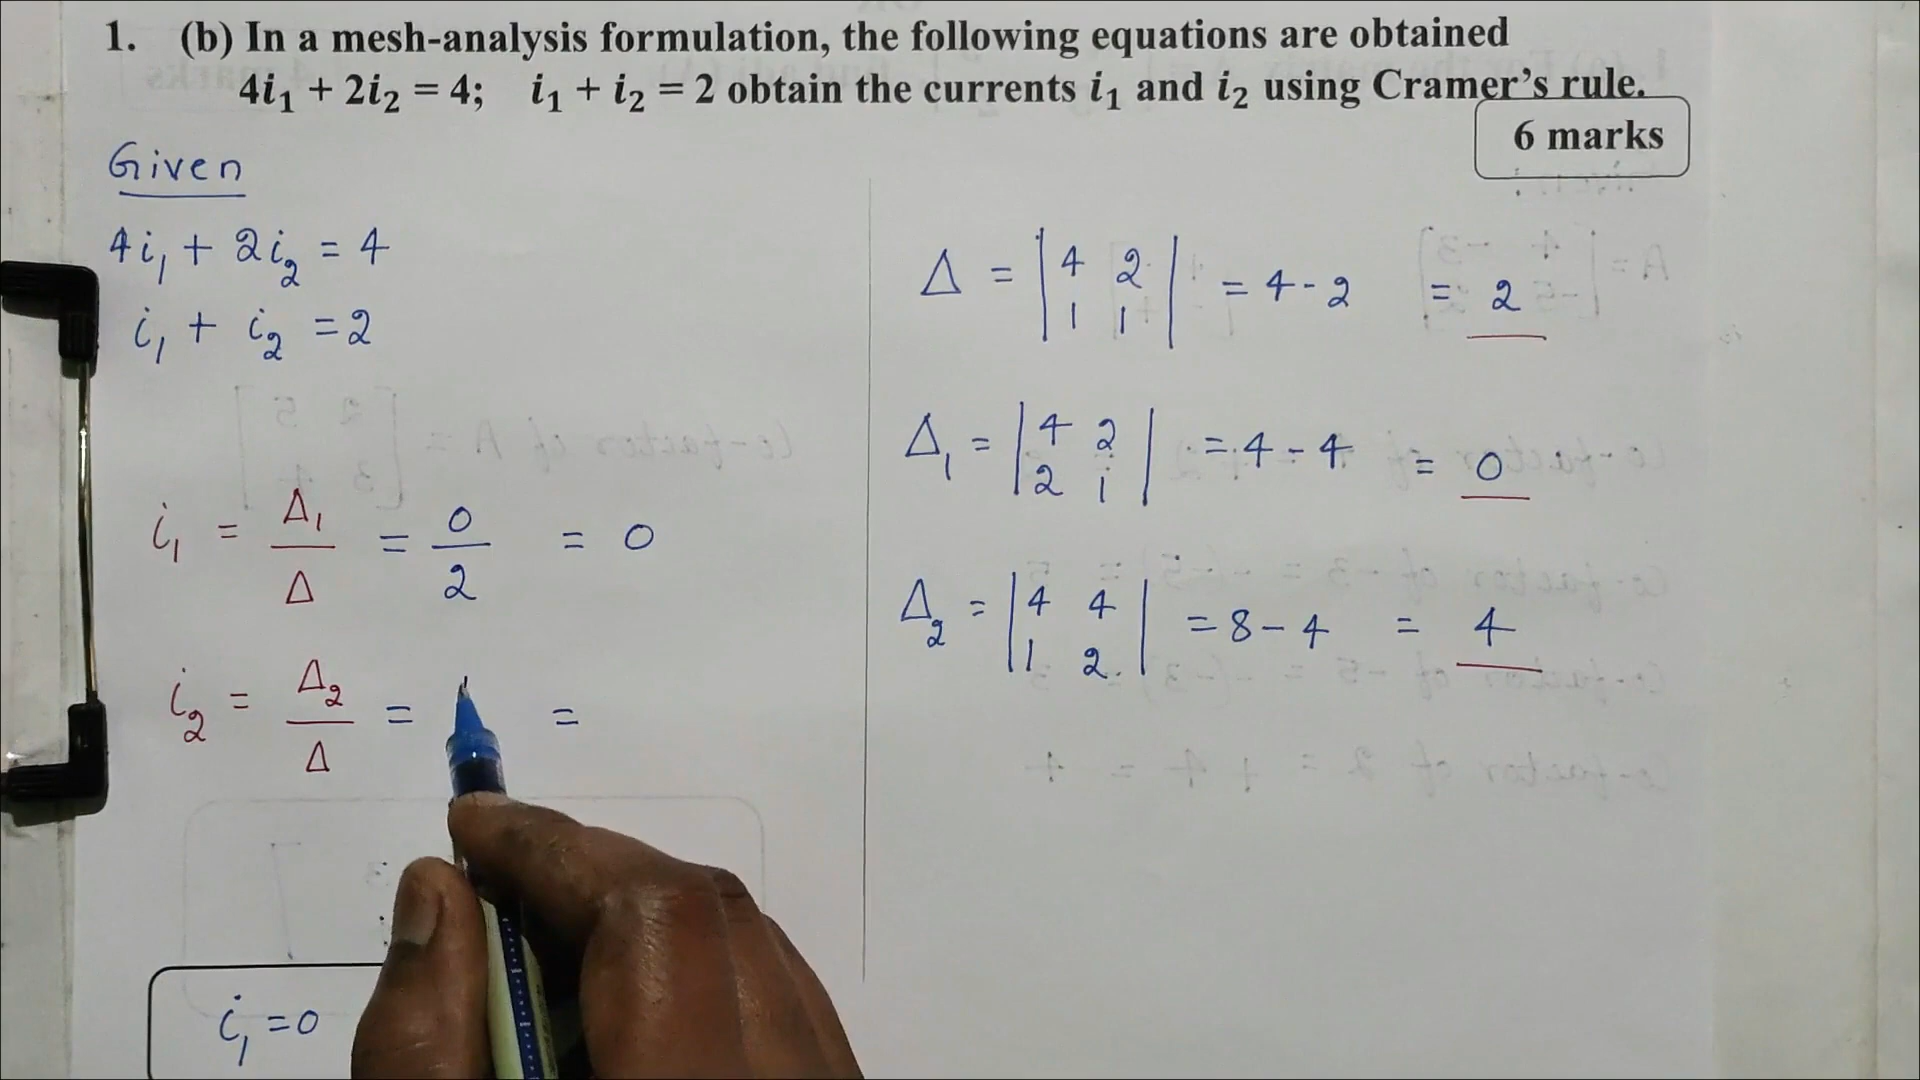 1. (b) In a mesh-analysis formulation, the following equations are obtained
4i₁ + 2i₂ = 4; i₁ + i₂ = 2 obtain the currents i₁ and i₂ using Cramer's rule.
6 marks
Given
4i₁ + 2i₂ = 4
i₁ + i₂ = 2
i₁ = Δ₁/Δ = 0/2 = 0
i₂ = Δ₂/Δ = =
i₁ = 0
Δ = |4 2| = 4 - 2 = 2
|1 1|
Δ₁ = |4 2| = 4 - 4 = 0
|2 1|
Δ₂ = |4 4| = 8 - 4 = 4
|1 2|